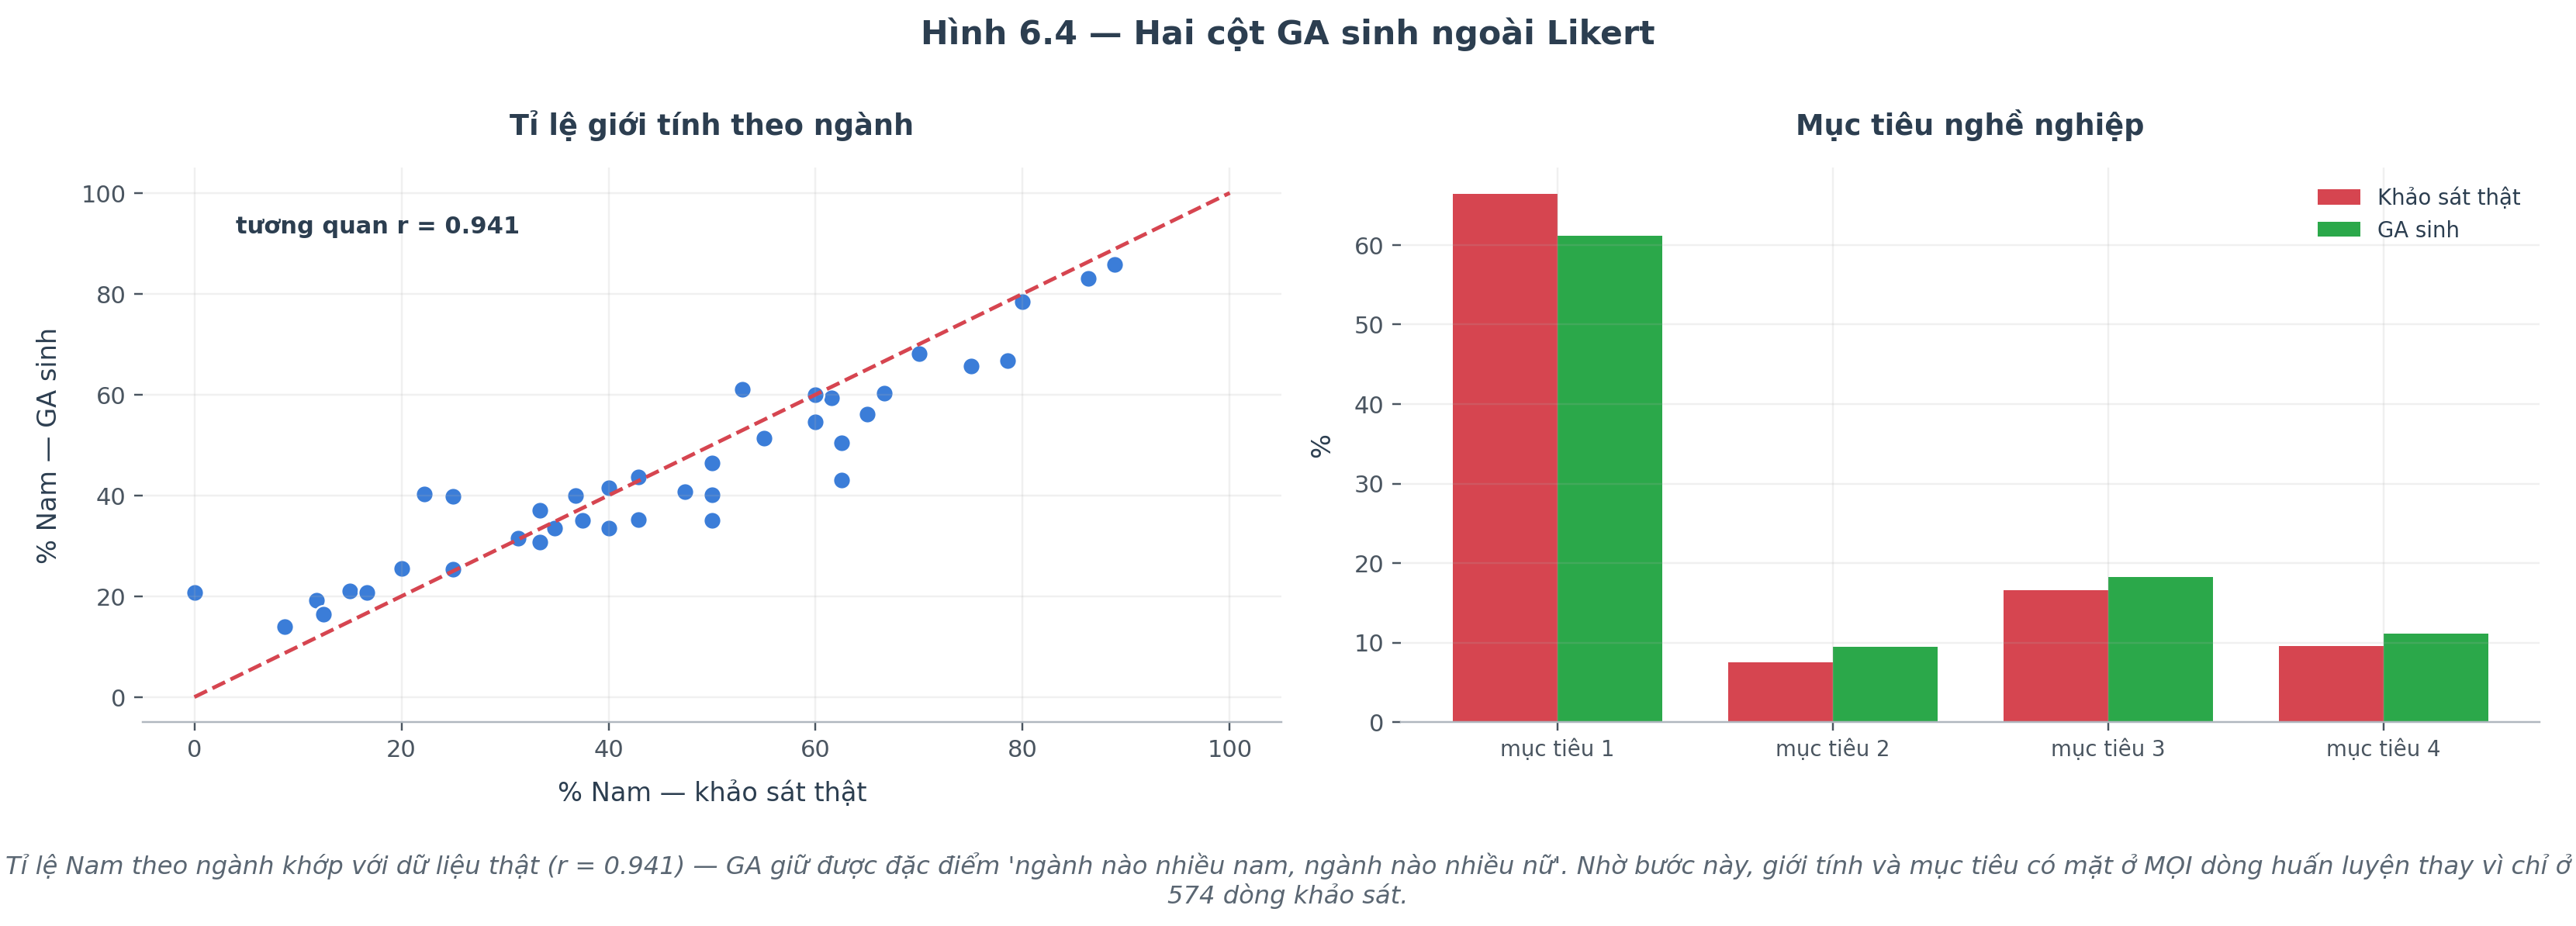 Hình 6.4 — Hai cột GA sinh ngoài Likert
Tỉ lệ giới tính theo ngành
tương quan r = 0.941
100
80
60
40
20
0
% Nam — GA sinh
0 20 40 60 80 100
% Nam — khảo sát thật
Mục tiêu nghề nghiệp
Khảo sát thật
GA sinh
60
50
40
30
20
10
0
%
mục tiêu 1 mục tiêu 2 mục tiêu 3 mục tiêu 4
Tỉ lệ Nam theo ngành khớp với dữ liệu thật (r = 0.941) — GA giữ được đặc điểm 'ngành nào nhiều nam, ngành nào nhiều nữ'. Nhờ bước này, giới tính và mục tiêu có mặt ở MỌI dòng huấn luyện thay vì chỉ ở
574 dòng khảo sát.